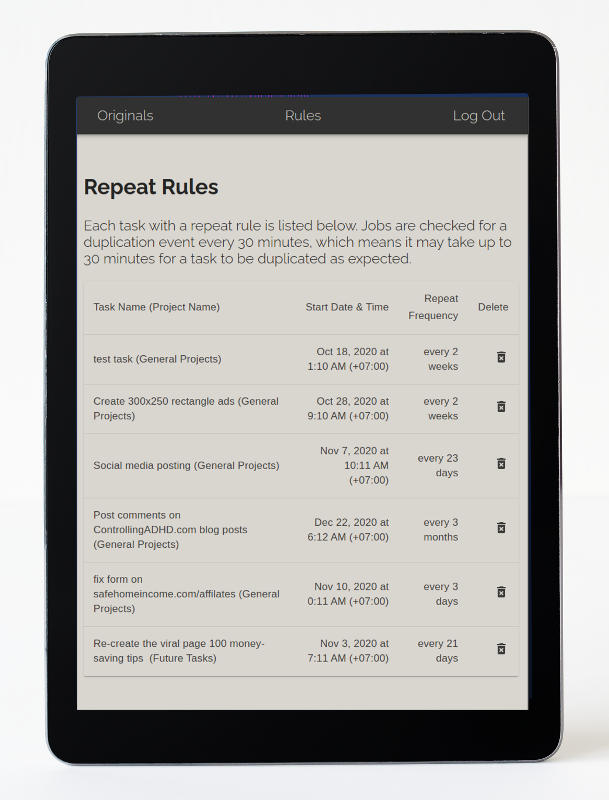 Originals Rules Log Out
Repeat Rules
Each task with a repeat rule is listed below. Jobs are checked for a
duplication event every 30 minutes, which means it may take up to
30 minutes for a task to be duplicated as expected.
Task Name (Project Name) Start Date & Time Repeat Frequency Delete
test task (General Projects)
Oct 18, 2020 at
1:10 AM (+07:00)
every 2
weeks
Create 300x250 rectangle ads (General
Projects)
Oct 28, 2020 at
9:10 AM (+07:00)
every 2
weeks
Social media posting (General Projects)
Nov 7, 2020 at
10:11 AM
(+07:00)
every 23
days
Post comments on
ControllingADHD.com blog posts
(General Projects)
Dec 22, 2020 at
6:12 AM (+07:00)
every 3
months
fix form on
safehomeincome.com/affilates (General
Projects)
Nov 10, 2020 at
0:11 AM (+07:00)
every 3
days
Re-create the viral page 100 money-
saving tips  (Future Tasks)
Nov 3, 2020 at
7:11 AM (+07:00)
every 21
days